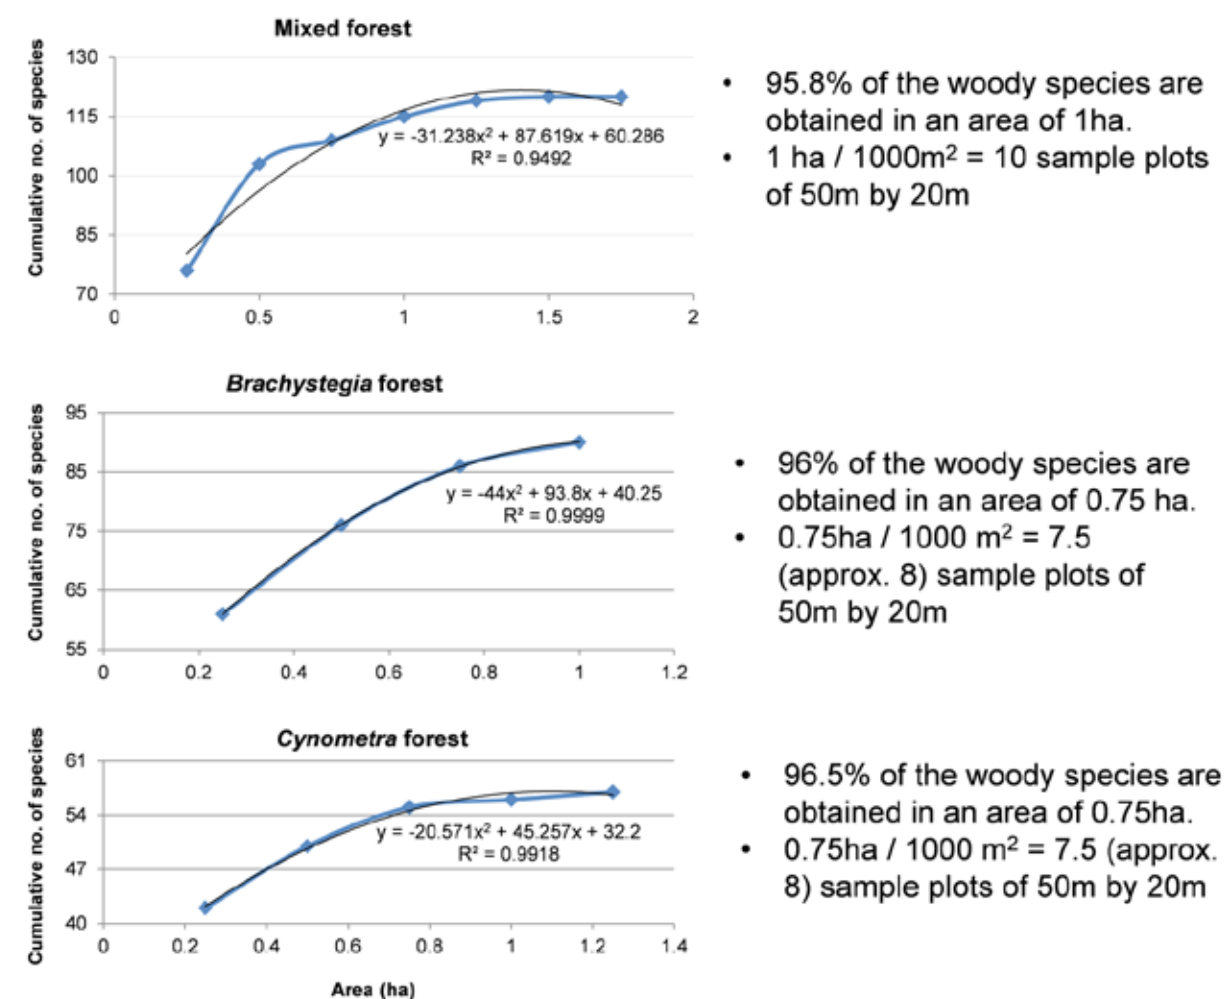 Mixed forest
Cumulative no. of species
130
115
100
85
70
0
0.5
1
1.5
2
y = -31.238x² + 87.619x + 60.286
R² = 0.9492
• 95.8% of the woody species are
obtained in an area of 1ha.
• 1 ha / 1000m² = 10 sample plots
of 50m by 20m
Brachystegia forest
Cumulative no. of species
95
85
75
65
55
0
0.2
0.4
0.6
0.8
1
1.2
y = -44x² + 93.8x + 40.25
R² = 0.9999
• 96% of the woody species are
obtained in an area of 0.75 ha.
• 0.75ha / 1000 m² = 7.5
(approx. 8) sample plots of
50m by 20m
Cynometra forest
Cumulative no. of species
61
54
47
40
0
0.2
0.4
0.6
0.8
1
1.2
1.4
y = -20.571x² + 45.257x + 32.2
R² = 0.9918
Area (ha)
• 96.5% of the woody species are
obtained in an area of 0.75ha.
• 0.75ha / 1000 m² = 7.5 (approx.
8) sample plots of 50m by 20m